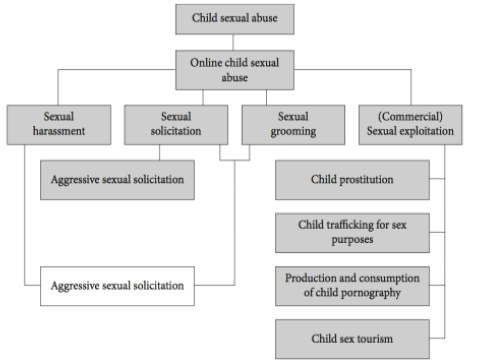 Child sexual abuse
Online child sexual
abuse
Sexual
harassment
Sexual
solicitation
Sexual
grooming
(Commercial)
Sexual exploitation
Aggressive sexual solicitation
Child prostitution
Child trafficking for sex
purposes
Aggressive sexual solicitation
Production and consumption
of child pornography
Child sex tourism